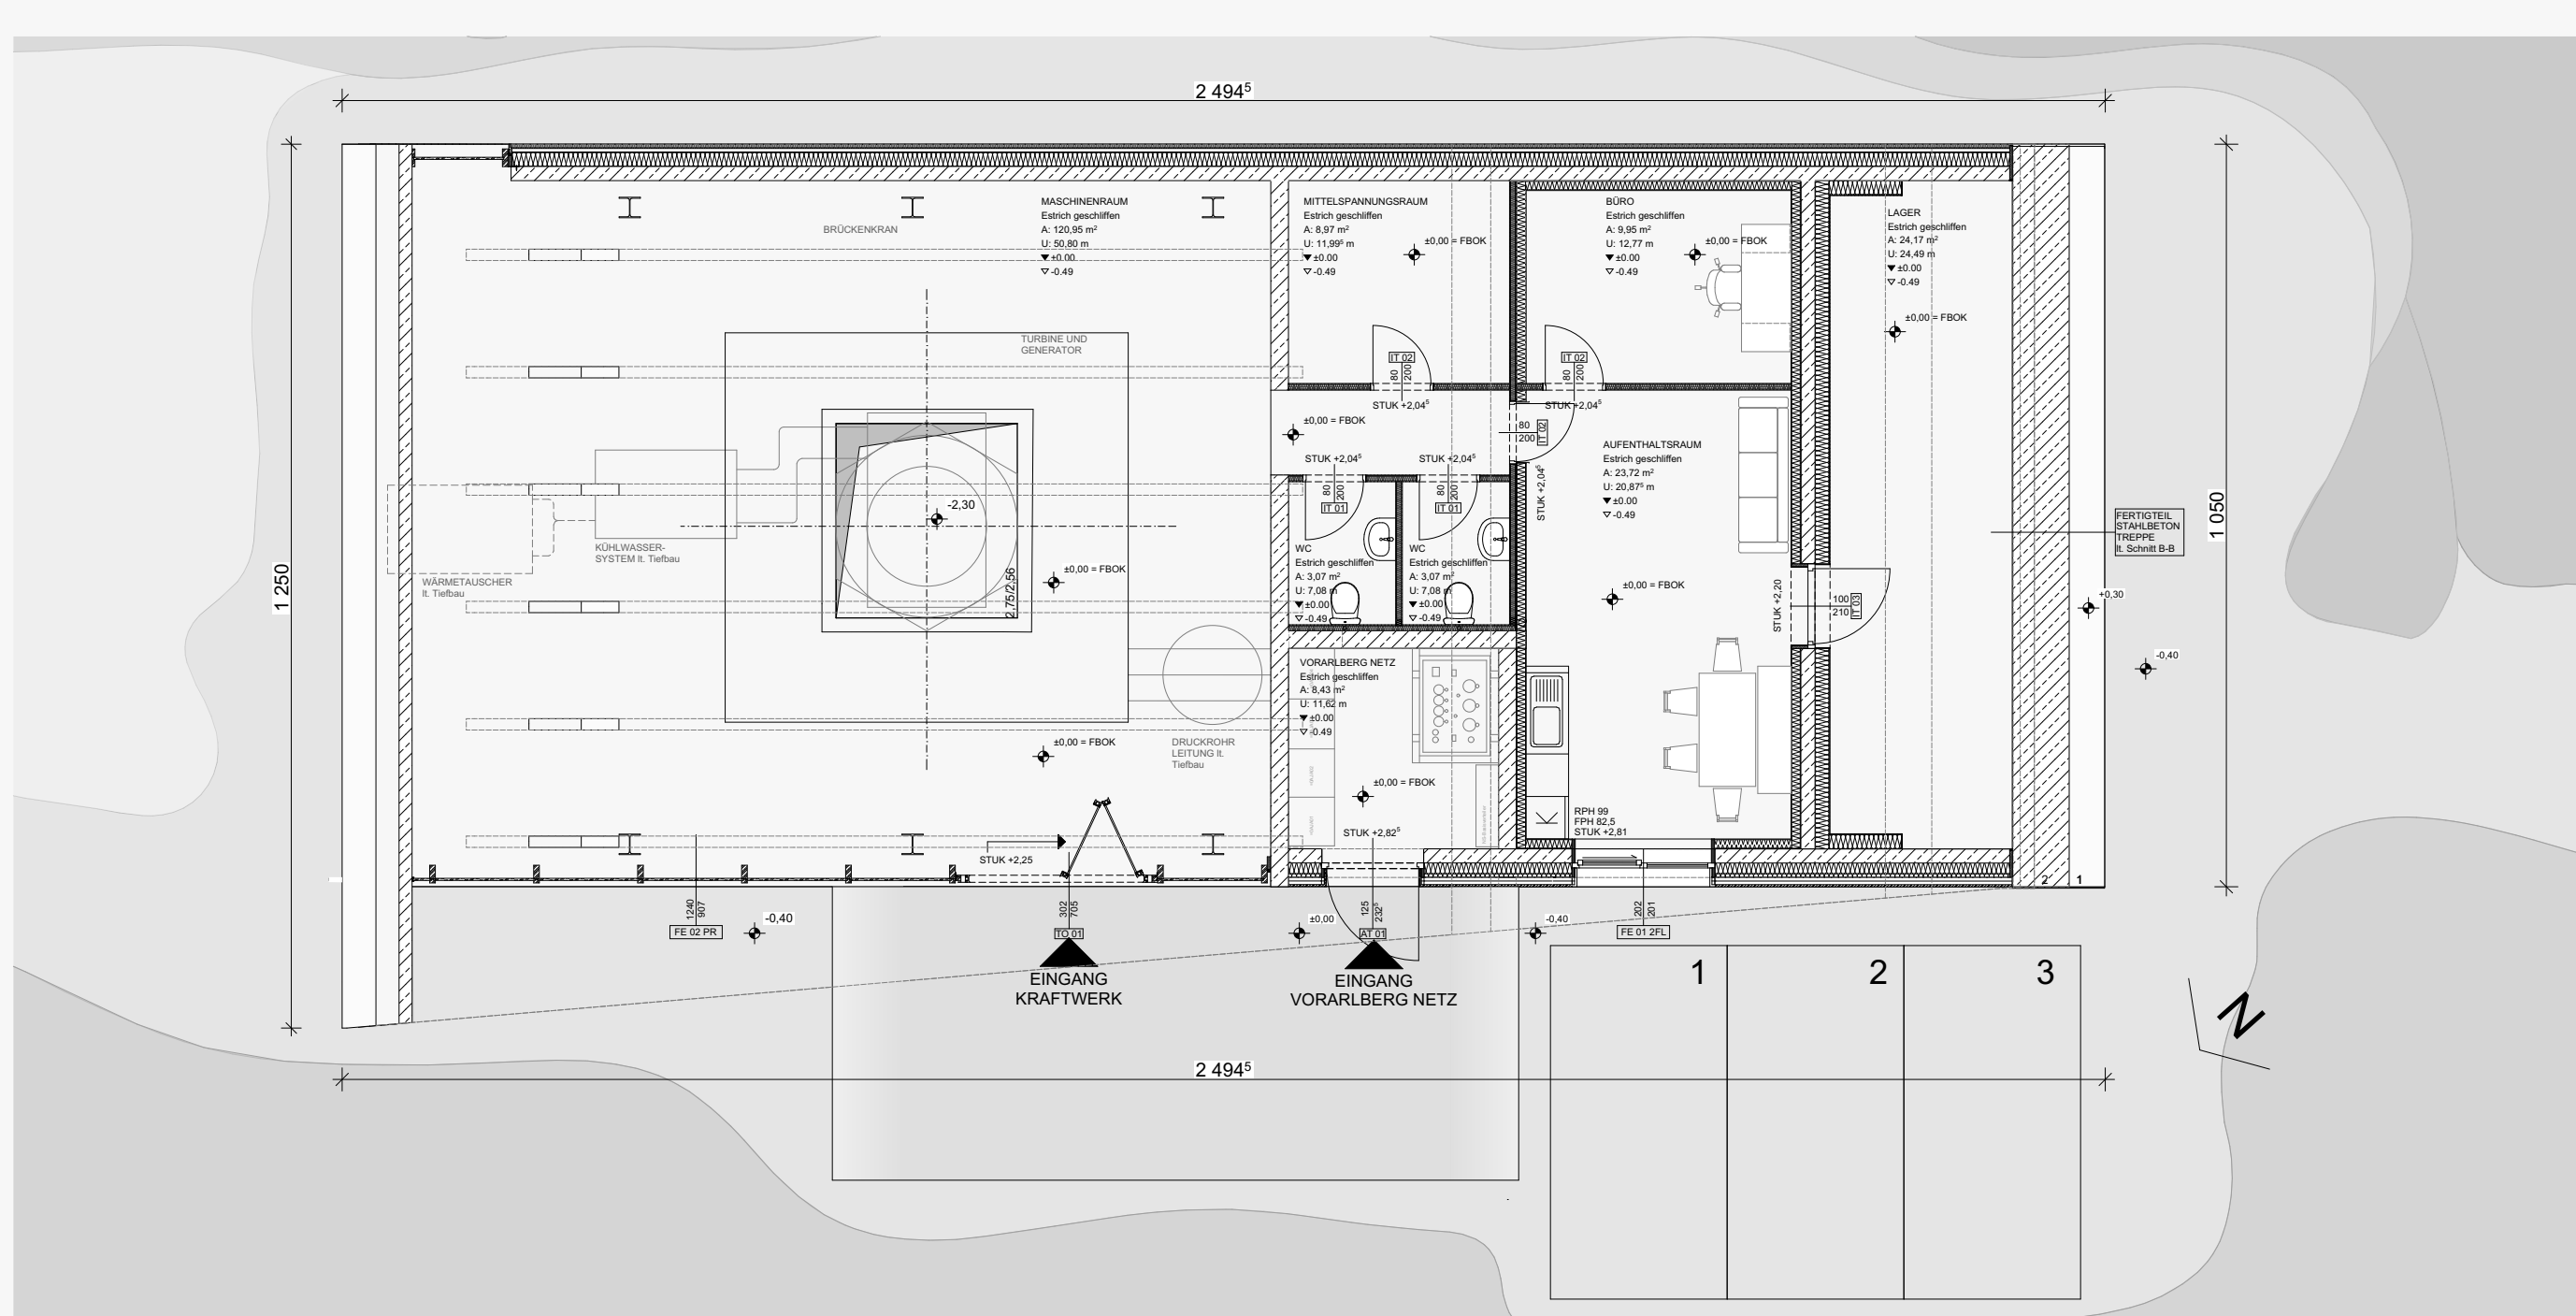 2 494⁵
MASCHINENRAUM
Estrich geschliffen
A: 120,95 m²
U: 50,80 m
±0.00
-0.49
BRÜCKENKRAN
MITTELSPANNUNGSRAUM
Estrich geschliffen
A: 8,97 m²
U: 11,99⁵ m
±0.00
-0.49
±0,00 = FBOK
BÜRO
Estrich geschliffen
A: 9,95 m²
U: 12,77 m
±0.00
-0.49
±0,00 = FBOK
LAGER
Estrich geschliffen
A: 24,17 m²
U: 24,49 m
±0.00
-0.49
±0,00 = FBOK
TURBINE UND
GENERATOR
IT 02
80
200
STUK +2,04⁵
IT 02
80
200
STUK +2,04⁵
±0,00 = FBOK
80
200
IT 02
STUK +2,04⁵
STUK +2,04⁵
STUK +2,04⁵
80
200
IT 01
80
200
IT 01
AUFENTHALTSRAUM
Estrich geschliffen
A: 23,72 m²
U: 20,87⁵ m
±0.00
-0.49
-2,30
2,75/2,56
KÜHLWASSER-
SYSTEM lt. Tiefbau
WÄRMETAUSCHER
lt. Tiefbau
±0,00 = FBOK
WC
Estrich geschliffen
A: 3,07 m²
U: 7,08 m
±0.00
-0.49
WC
Estrich geschliffen
A: 3,07 m²
U: 7,08 m
±0.00
-0.49
±0,00 = FBOK
STUK +2,20
100
210
IT 03
FERTIGTEIL
STAHLBETON
TREPPE
lt. Schnitt B-B
1 250
1 050
+0,30
-0,40
VORARLBERG NETZ
Estrich geschliffen
A: 8,43 m²
U: 11,62 m
±0.00
-0.49
±0,00 = FBOK
DRUCKROHR
LEITUNG lt.
Tiefbau
±0,00 = FBOK
STUK +2,82⁵
RPH 99
FPH 82,5
STUK +2,81
K
STUK +2,25
2
1
1240
907
FE 02 PR
-0,40
302
705
TO 01
±0,00
125
232⁵
AT 01
-0,40
202
201
FE 01 2FL
EINGANG
KRAFTWERK
EINGANG
VORARLBERG NETZ
1
2
3
N
2 494⁵